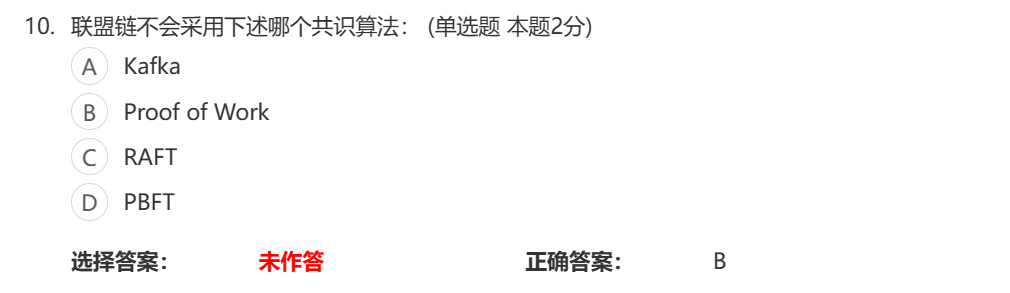 10. 联盟链不会采用下述哪个共识算法： (单选题 本题2分)
A Kafka
B Proof of Work
C RAFT
D PBFT
选择答案： 未作答 正确答案： B